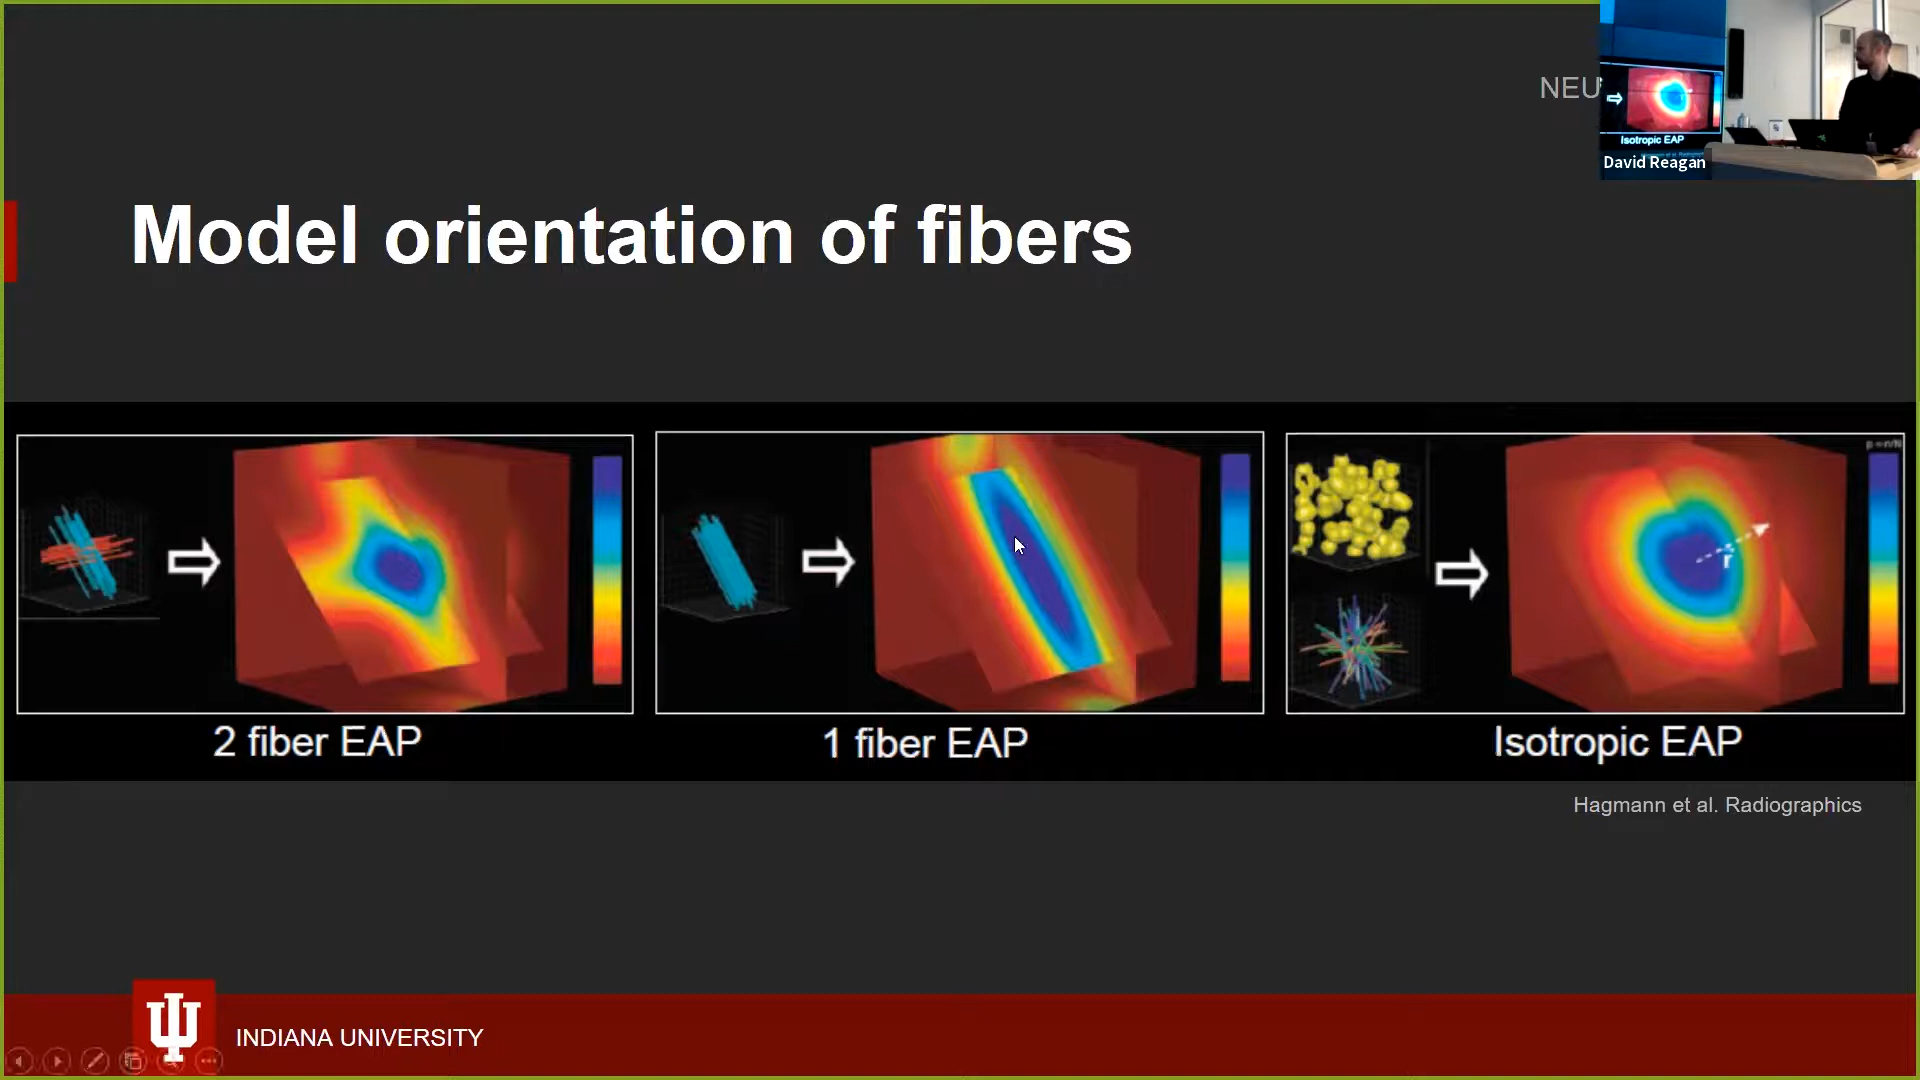 NEU
Isotropic EAP
David Reagan
Model orientation of fibers
r
2 fiber EAP
1 fiber EAP
Isotropic EAP
Hagmann et al. Radiographics
INDIANA UNIVERSITY